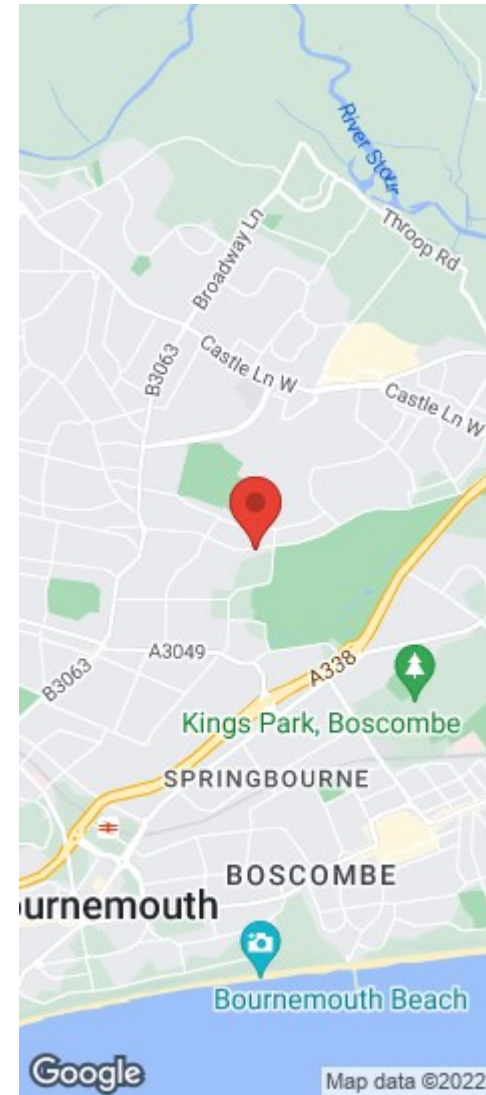 River Stour
Throop Rd
Broadway Ln
B3063
Castle Ln W
Castle Ln W
A3049
B3063
A338
Kings Park, Boscombe
SPRINGBOURNE
BOSCOMBE
urnemouth
Bournemouth Beach
Google
Map data ©2022